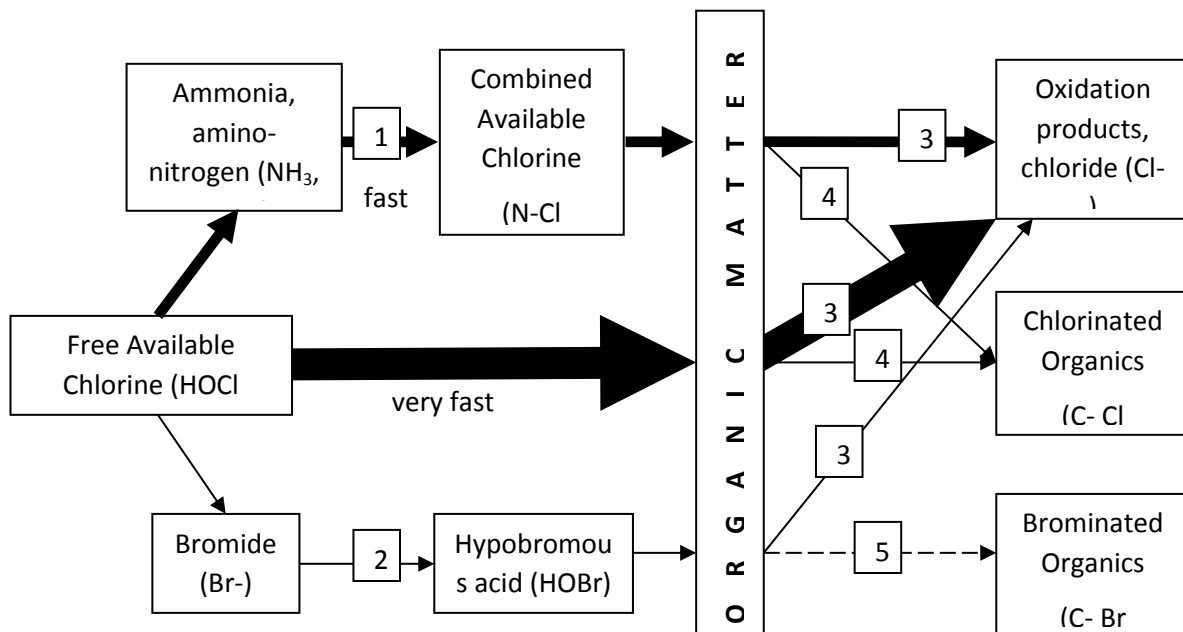 Ammonia,
amino-
nitrogen (NH₃,
1
fast
Combined
Available
Chlorine
(N-Cl
Free Available
Chlorine (HOCl
very fast
Bromide
(Br-)
2
Hypobromou
s acid (HOBr)
ORGANIC MATTER
3
4
3
4
3
5
Oxidation
products,
chloride (Cl-
)
Chlorinated
Organics
(C- Cl
Brominated
Organics
(C- Br